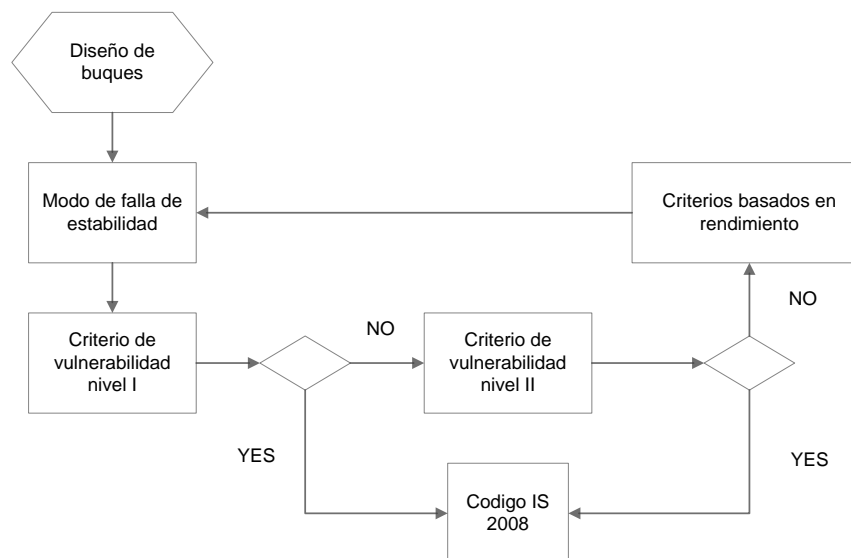 Diseño de
buques
Modo de falla de
estabilidad
Criterios basados en
rendimiento
NO
Criterio de
vulnerabilidad
nivel I
NO
Criterio de
vulnerabilidad
nivel II
YES
YES
Codigo IS
2008